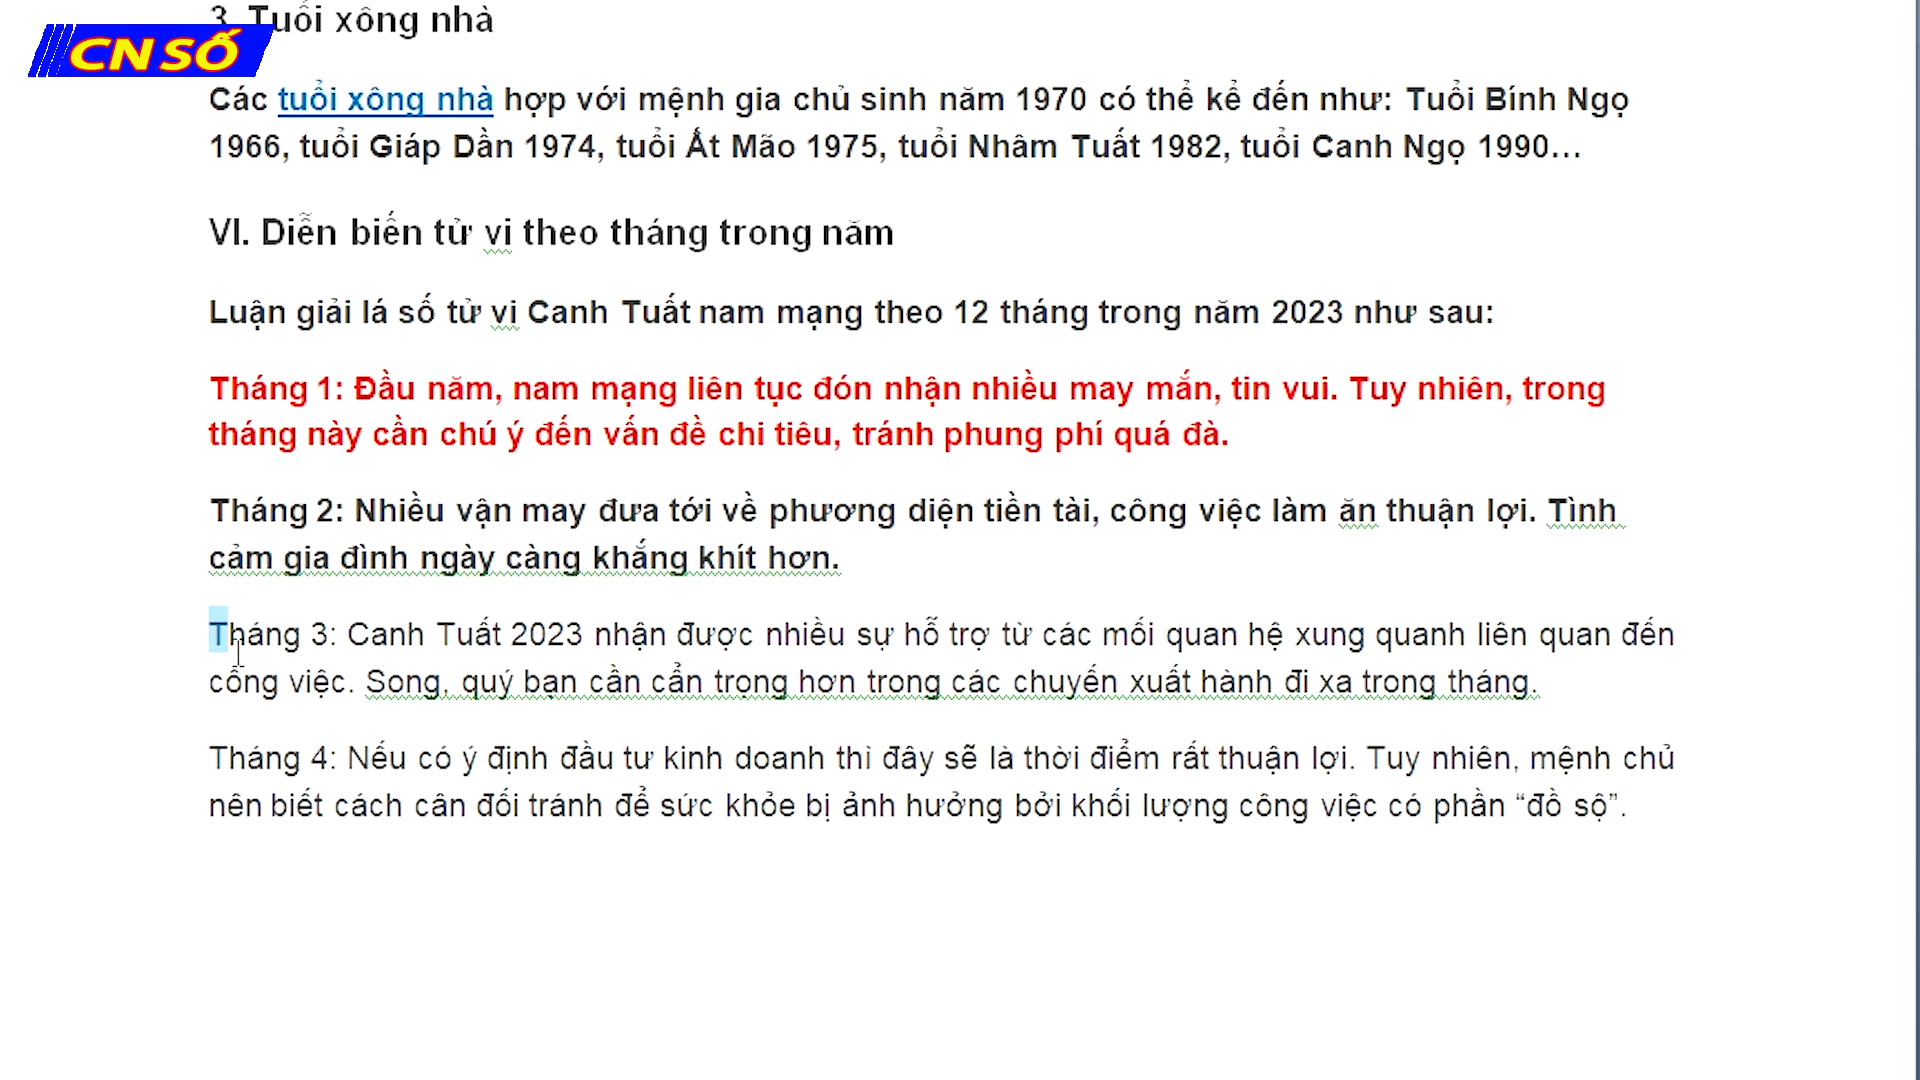 3. Tuổi xông nhà
CN SỐ
Các tuổi xông nhà hợp với mệnh gia chủ sinh năm 1970 có thể kể đến như: Tuổi Bính Ngọ
1966, tuổi Giáp Dần 1974, tuổi Ất Mão 1975, tuổi Nhâm Tuất 1982, tuổi Canh Ngọ 1990…
VI. Diễn biến tử vi theo tháng trong năm
Luận giải lá số tử vi Canh Tuất nam mạng theo 12 tháng trong năm 2023 như sau:
Tháng 1: Đầu năm, nam mạng liên tục đón nhận nhiều may mắn, tin vui. Tuy nhiên, trong
tháng này cần chú ý đến vấn đề chi tiêu, tránh phung phí quá đà.
Tháng 2: Nhiều vận may đưa tới về phương diện tiền tài, công việc làm ăn thuận lợi. Tình
cảm gia đình ngày càng khắng khít hơn.
Tháng 3: Canh Tuất 2023 nhận được nhiều sự hỗ trợ từ các mối quan hệ xung quanh liên quan đến
công việc. Song, quý bạn cần cẩn trọng hơn trong các chuyến xuất hành đi xa trong tháng.
Tháng 4: Nếu có ý định đầu tư kinh doanh thì đây sẽ là thời điểm rất thuận lợi. Tuy nhiên, mệnh chủ
nên biết cách cân đối tránh để sức khỏe bị ảnh hưởng bởi khối lượng công việc có phần “đồ sộ”.